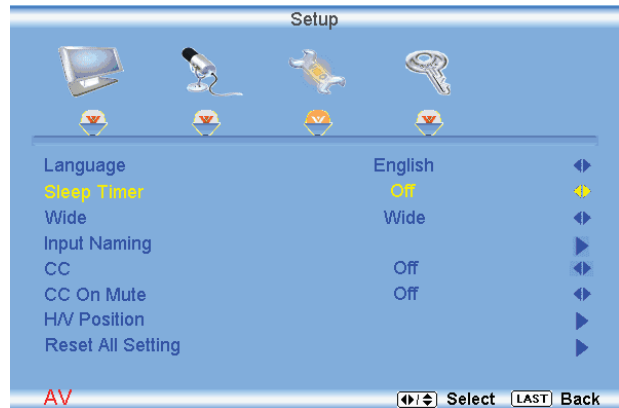 Setup
Language English
Sleep Timer Off
Wide Wide
Input Naming
CC Off
CC On Mute Off
H/V Position
Reset All Setting
AV / Select LAST Back